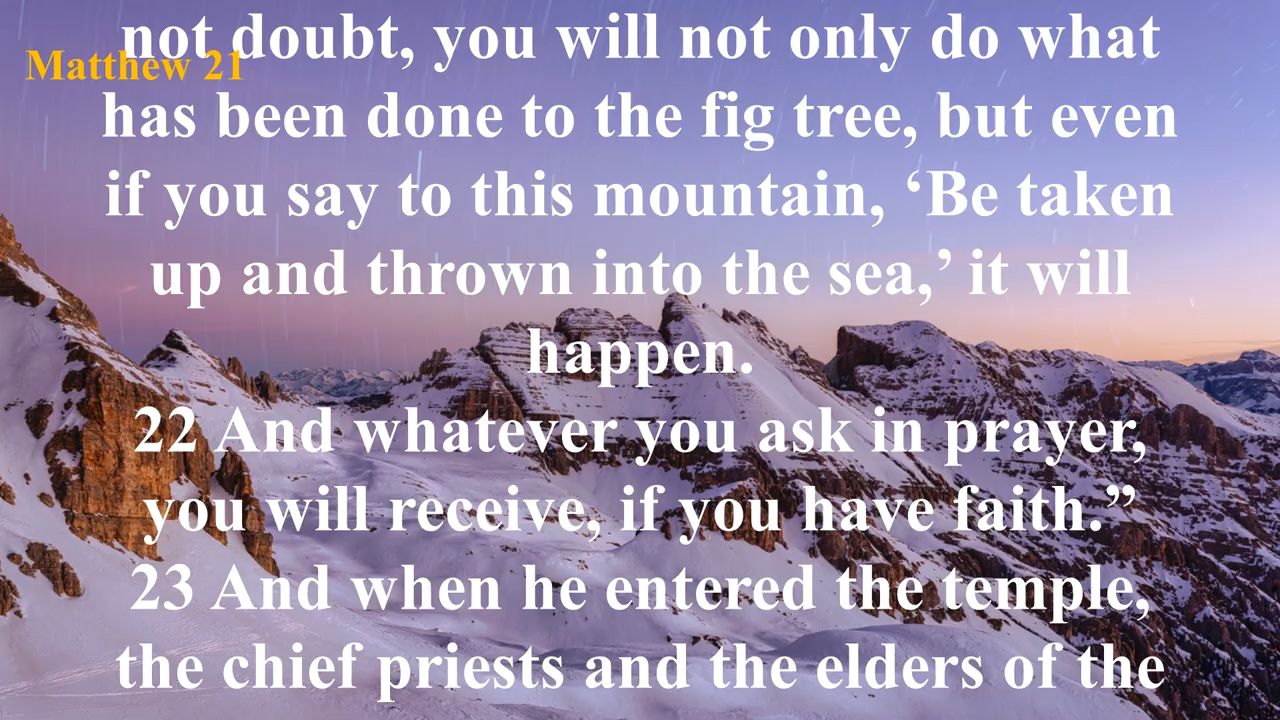 Matthew 21
not doubt, you will not only do what
has been done to the fig tree, but even
if you say to this mountain, ‘Be taken
up and thrown into the sea,’ it will
happen.
22 And whatever you ask in prayer,
you will receive, if you have faith.”
23 And when he entered the temple,
the chief priests and the elders of the